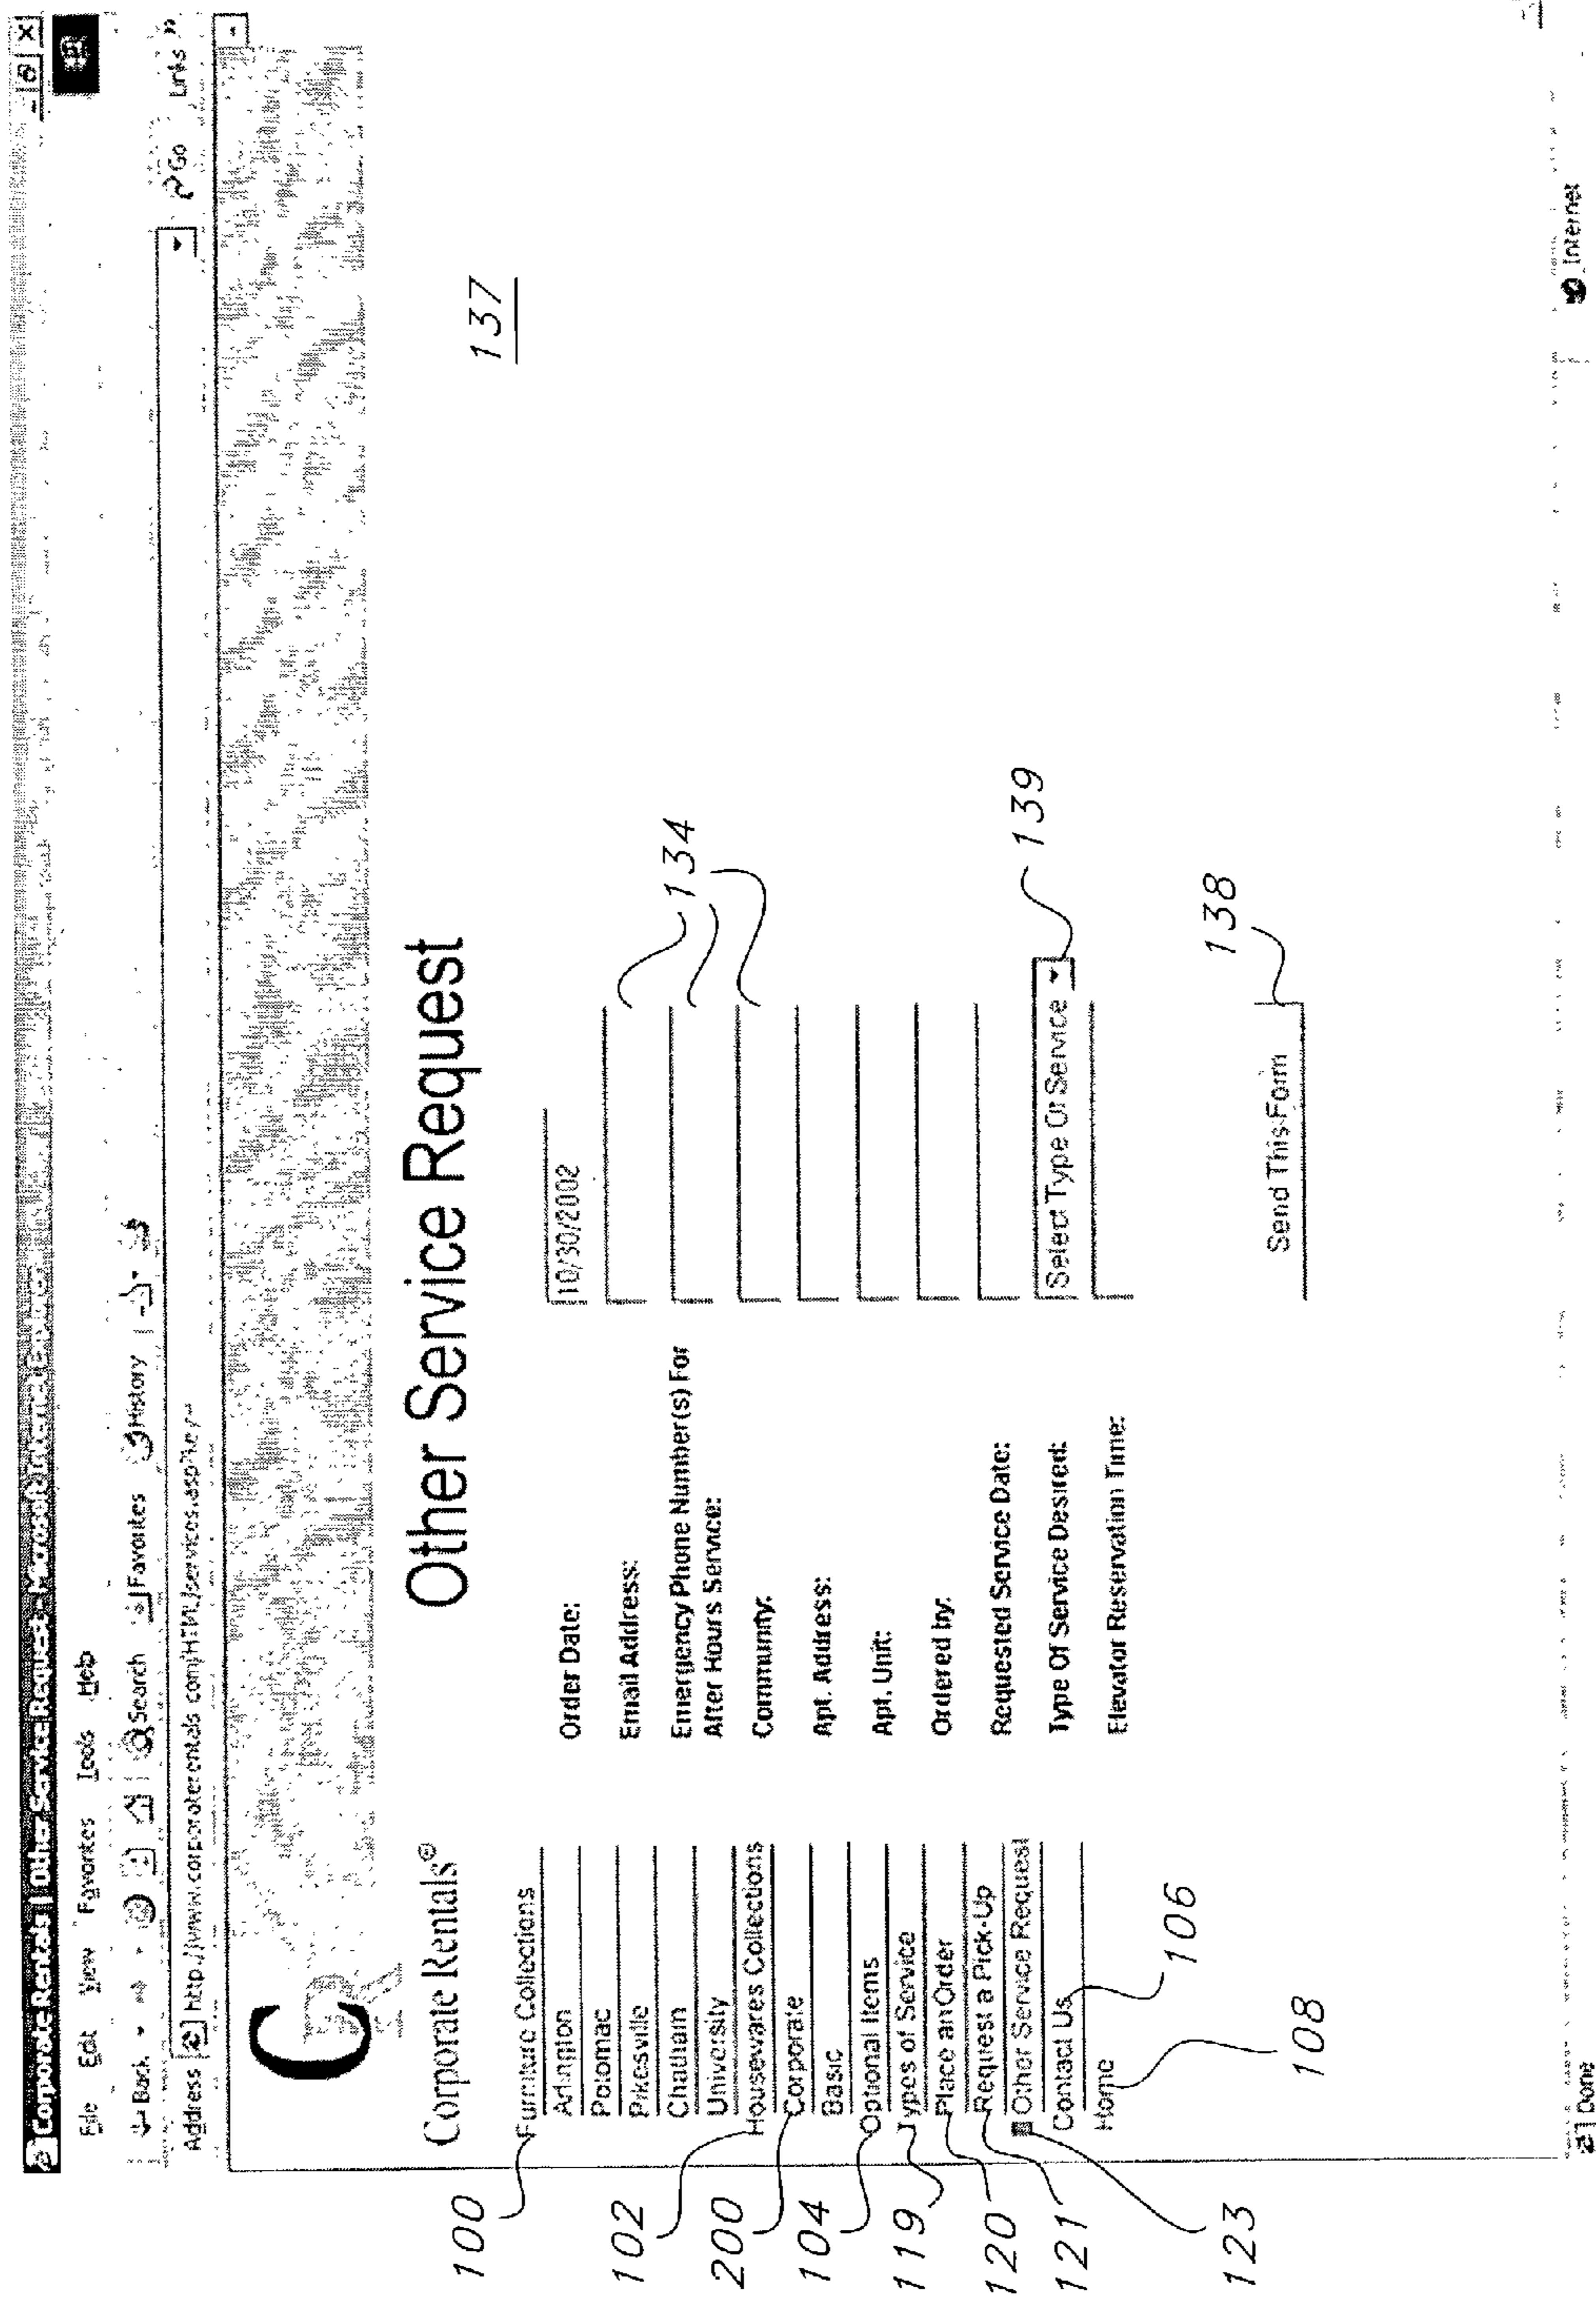 Corporate Rentals | Other Service Request - Microsoft Internet Explorer
File Edit View Favorites Tools Help
Back Search Favorites History
Address http://www.corporaterentals.com/HTML/services.asp?key= Go Links »
C
Corporate Rentals®
Other Service Request
137
100 Furniture Collections
Arlington
Potomac
Pikesville
Chatham
University
102 Housewares Collections
200 Corporate
Basic
104 Optional Items
119 Types of Service
120 Place an Order
121 Request a Pick-Up
123 Other Service Request
Contact Us 106
Home 108
Order Date: 10/30/2002
Email Address: 134
Emergency Phone Number(s) For
After Hours Service:
Community:
Apt. Address:
Apt. Unit:
Ordered by:
Requested Service Date:
Type Of Service Desired: Select Type Of Service 139
Elevator Reservation Time:
Send This Form 138
Done Internet